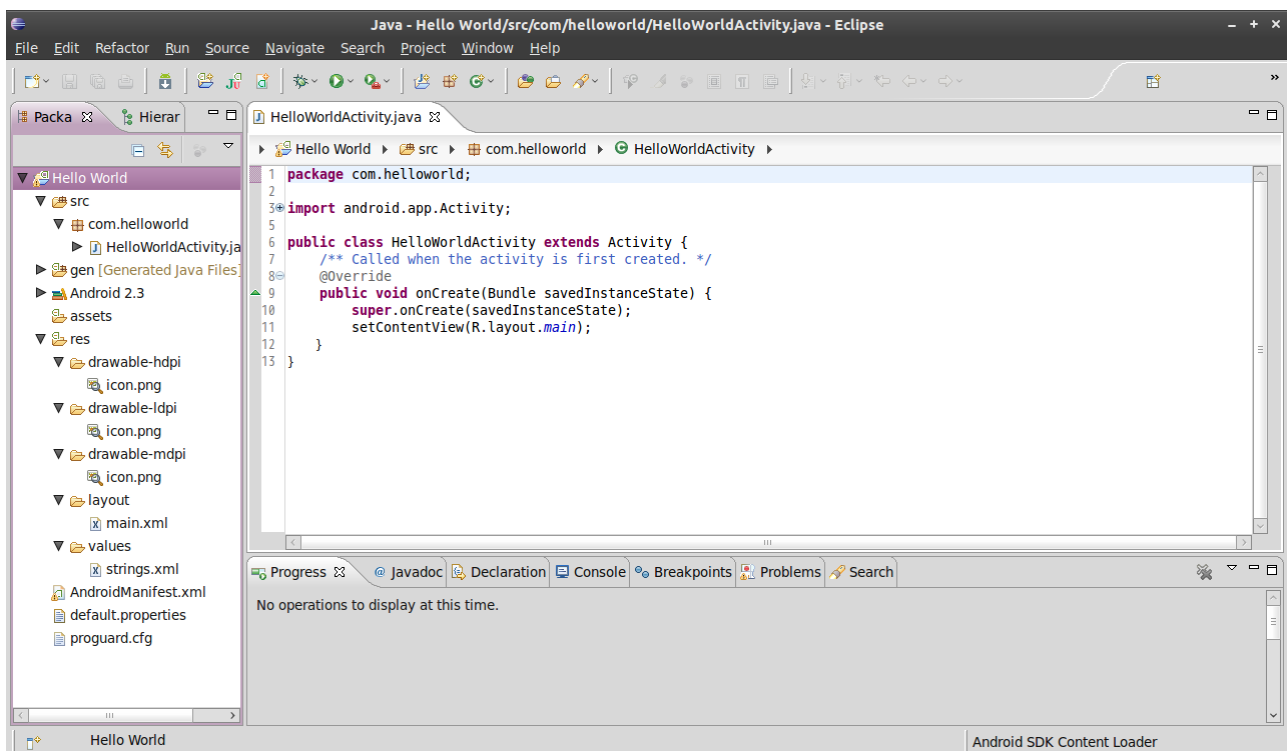 Java - Hello World/src/com/helloworld/HelloWorldActivity.java - Eclipse
File Edit Refactor Run Source Navigate Search Project Window Help
Packa Hierar
HelloWorldActivity.java
Hello World src com.helloworld HelloWorldActivity
Hello World
src
com.helloworld
HelloWorldActivity.ja
gen [Generated Java Files]
Android 2.3
assets
res
drawable-hdpi
icon.png
drawable-ldpi
icon.png
drawable-mdpi
icon.png
layout
main.xml
values
strings.xml
AndroidManifest.xml
default.properties
proguard.cfg
1 package com.helloworld;
2
3 import android.app.Activity;
5
6 public class HelloWorldActivity extends Activity {
7 /** Called when the activity is first created. */
8 @Override
9 public void onCreate(Bundle savedInstanceState) {
10 super.onCreate(savedInstanceState);
11 setContentView(R.layout.main);
12 }
13 }
Progress @ Javadoc Declaration Console Breakpoints Problems Search
No operations to display at this time.
Hello World
Android SDK Content Loader